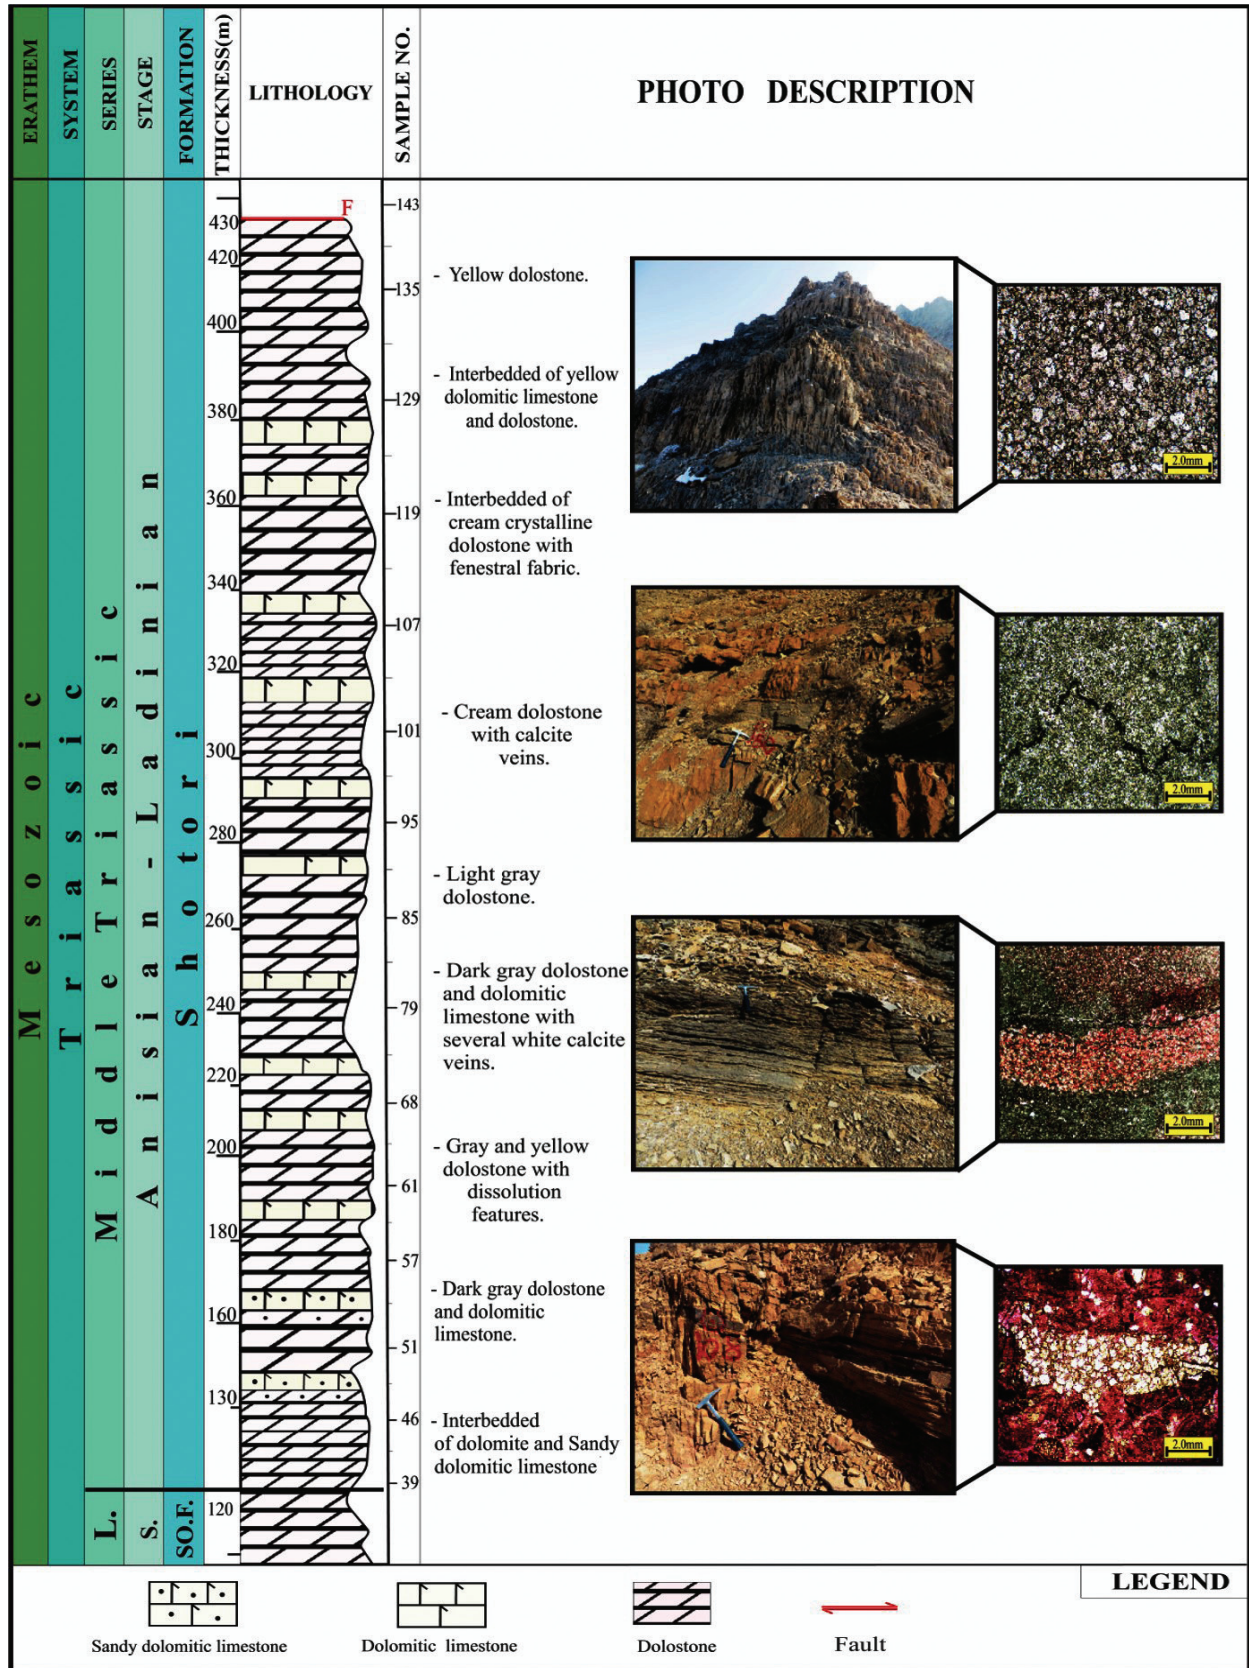 ERATHEM
SYSTEM
SERIES
STAGE
FORMATION
THICKNESS(m)
LITHOLOGY
SAMPLE NO.
PHOTO DESCRIPTION
Mesozoic
Triassic
Middle Triassic
Anisian-Ladinian
Shotori
L.
S.
SO.F.
430
420
400
380
360
340
320
300
280
260
240
220
200
180
160
130
120
F
143
135
129
119
107
101
95
85
79
68
61
57
51
46
39
- Yellow dolostone.
- Interbedded of yellow
dolomitic limestone
and dolostone.
- Interbedded of
cream crystalline
dolostone with
fenestral fabric.
- Cream dolostone
with calcite
veins.
- Light gray
dolostone.
- Dark gray dolostone
and dolomitic
limestone with
several white calcite
veins.
- Gray and yellow
dolostone with
dissolution
features.
- Dark gray dolostone
and dolomitic
limestone.
- Interbedded
of dolomite and Sandy
dolomitic limestone
2.0mm
2.0mm
2.0mm
2.0mm
LEGEND
Sandy dolomitic limestone
Dolomitic limestone
Dolostone
Fault